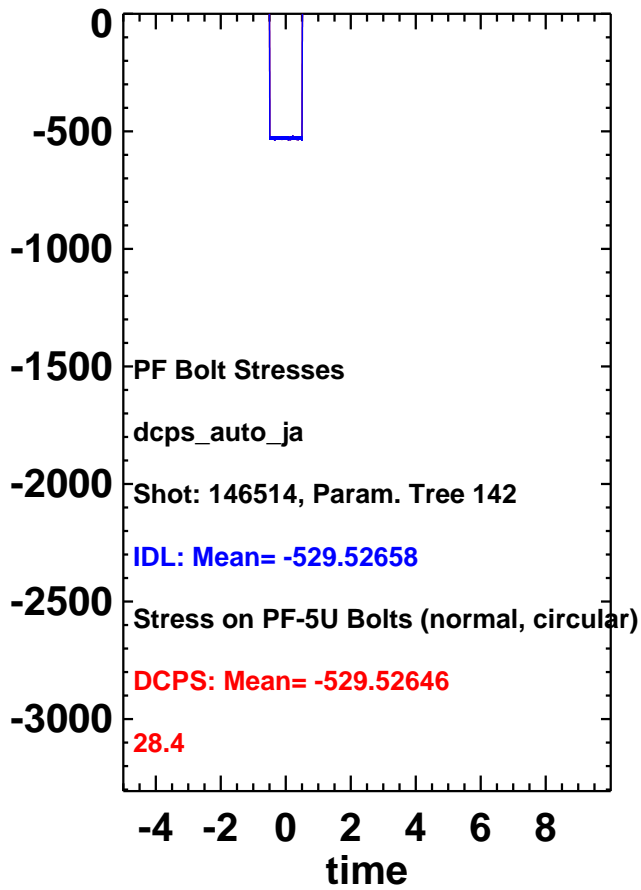 0
-500
-1000
-1500
PF Bolt Stresses
dcps_auto_ja
-2000
Shot: 146514, Param. Tree 142
IDL: Mean= -529.52658
-2500
Stress on PF-5U Bolts (normal, circular)
DCPS: Mean= -529.52646
-3000
28.4
-4 -2 0 2 4 6 8
time